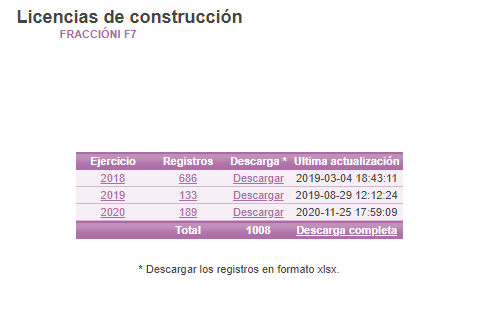 Licencias de construcción
FRACCIÓNI F7
Ejercicio Registros Descarga * Ultima actualización
2018 686 Descargar 2019-03-04 18:43:11
2019 133 Descargar 2019-08-29 12:12:24
2020 189 Descargar 2020-11-25 17:59:09
Total 1008 Descarga completa
* Descargar los registros en formato xlsx.